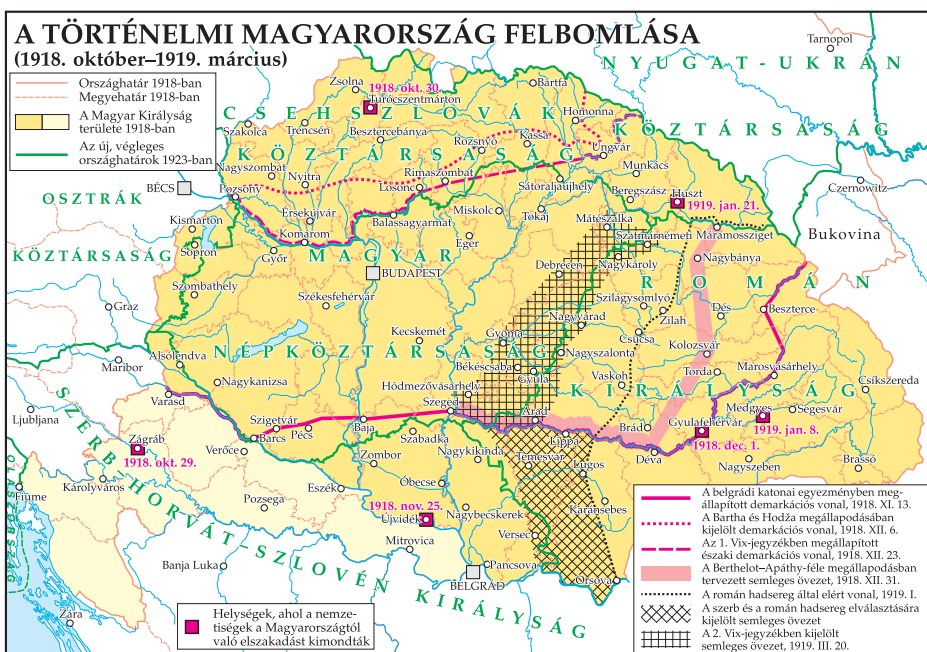 A TÖRTÉNELMI MAGYARORSZÁG FELBOMLÁSA
(1918. október–1919. március)
Országhatár 1918-ban
Megyehatár 1918-ban
A Magyar Királyság
területe 1918-ban
Az új, végleges
országhatárok 1923-ban
Tarnopol
NYUGAT-UKRÁN
KÖZTÁRSASÁG
Zsolna
1918. okt. 30.
Turócszentmárton
Bártfa
CSEHSZLOVÁK
Homonna
Szakolca
Trencsén
Besztercebánya
Rozsnyó
Kassa
KÖZTÁRSASÁG
Ungvár
Nagyszombat
Nyitra
Rimaszombat
Losonc
Sátoraljaújhely
Munkács
BÉCS
Pozsony
Beregszász
Huszt
1919. jan. 21.
Czernowitz
OSZTRÁK
KÖZTÁRSASÁG
Kismarton
Érsekújvár
Balassagyarmat
Miskolc
Tokaj
Mátészalka
Szatmárnémeti
Máramossziget
Bukovina
Sopron
Komárom
Győr
Eger
MAGYAR
Nagykároly
Nagybánya
BUDAPEST
Debrecen
Szombathely
Székesfehérvár
Szilágysomlyó
ROMÁN
Graz
Nagyvárad
Zilah
Dés
Beszterce
Kecskemét
Gyoma
Csucsa
Kolozsvár
Alsólendva
NÉPKÖZTÁRSASÁG
Nagyszalonta
Maribor
Békéscsaba
Gyula
Vaskoh
Torda
Marosvásárhely
Nagykanizsa
Hódmezővásárhely
KIRÁLYSÁG
Csíkszereda
Varasd
Szeged
Arad
Medgyes
Segesvár
Ljubljana
Szigetvár
Pécs
Baja
Brád
Gyulafehérvár
1919. jan. 8.
Zágráb
1918. okt. 29.
Barcs
Szabadka
Lippa
1918. dec. 1.
Verőce
Zombor
Nagykikinda
Temesvár
Lugos
Déva
Nagyszeben
Brassó
OLASZORSZÁG
Fiume
Károlyváros
Pozsega
Eszék
Óbecse
1918. nov. 25.
Újvidék
Nagybecskerek
Karánsebes
Versec
Mitrovica
Banja Luka
Pancsova
BELGRÁD
Orsova
Zára
SZERB–HORVÁT–SZLOVÉN KIRÁLYSÁG
Helységek, ahol a nemze-
tiségek a Magyarországtól
való elszakadást kimondták
A belgrádi katonai egyezményben meg-
állapított demarkációs vonal, 1918. XI. 13.
A Bartha és Hodža megállapodásában
kijelölt demarkációs vonal, 1918. XII. 6.
Az 1. Vix-jegyzékben megállapított
északi demarkációs vonal, 1918. XII. 23.
A Berthelot–Apáthy-féle megállapodásban
tervezett semleges övezet, 1918. XII. 31.
A román hadsereg által elért vonal, 1919. I.
A szerb és a román hadsereg elválasztására
kijelölt semleges övezet
A 2. Vix-jegyzékben kijelölt
semleges övezet, 1919. III. 20.